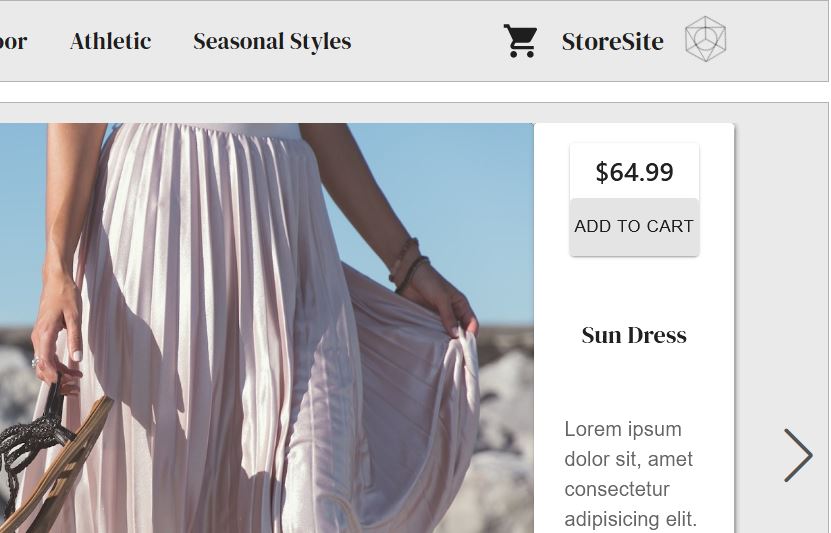 Athletic
Seasonal Styles
StoreSite
$64.99
ADD TO CART
Sun Dress
Lorem ipsum
dolor sit, amet
consectetur
adipisicing elit.